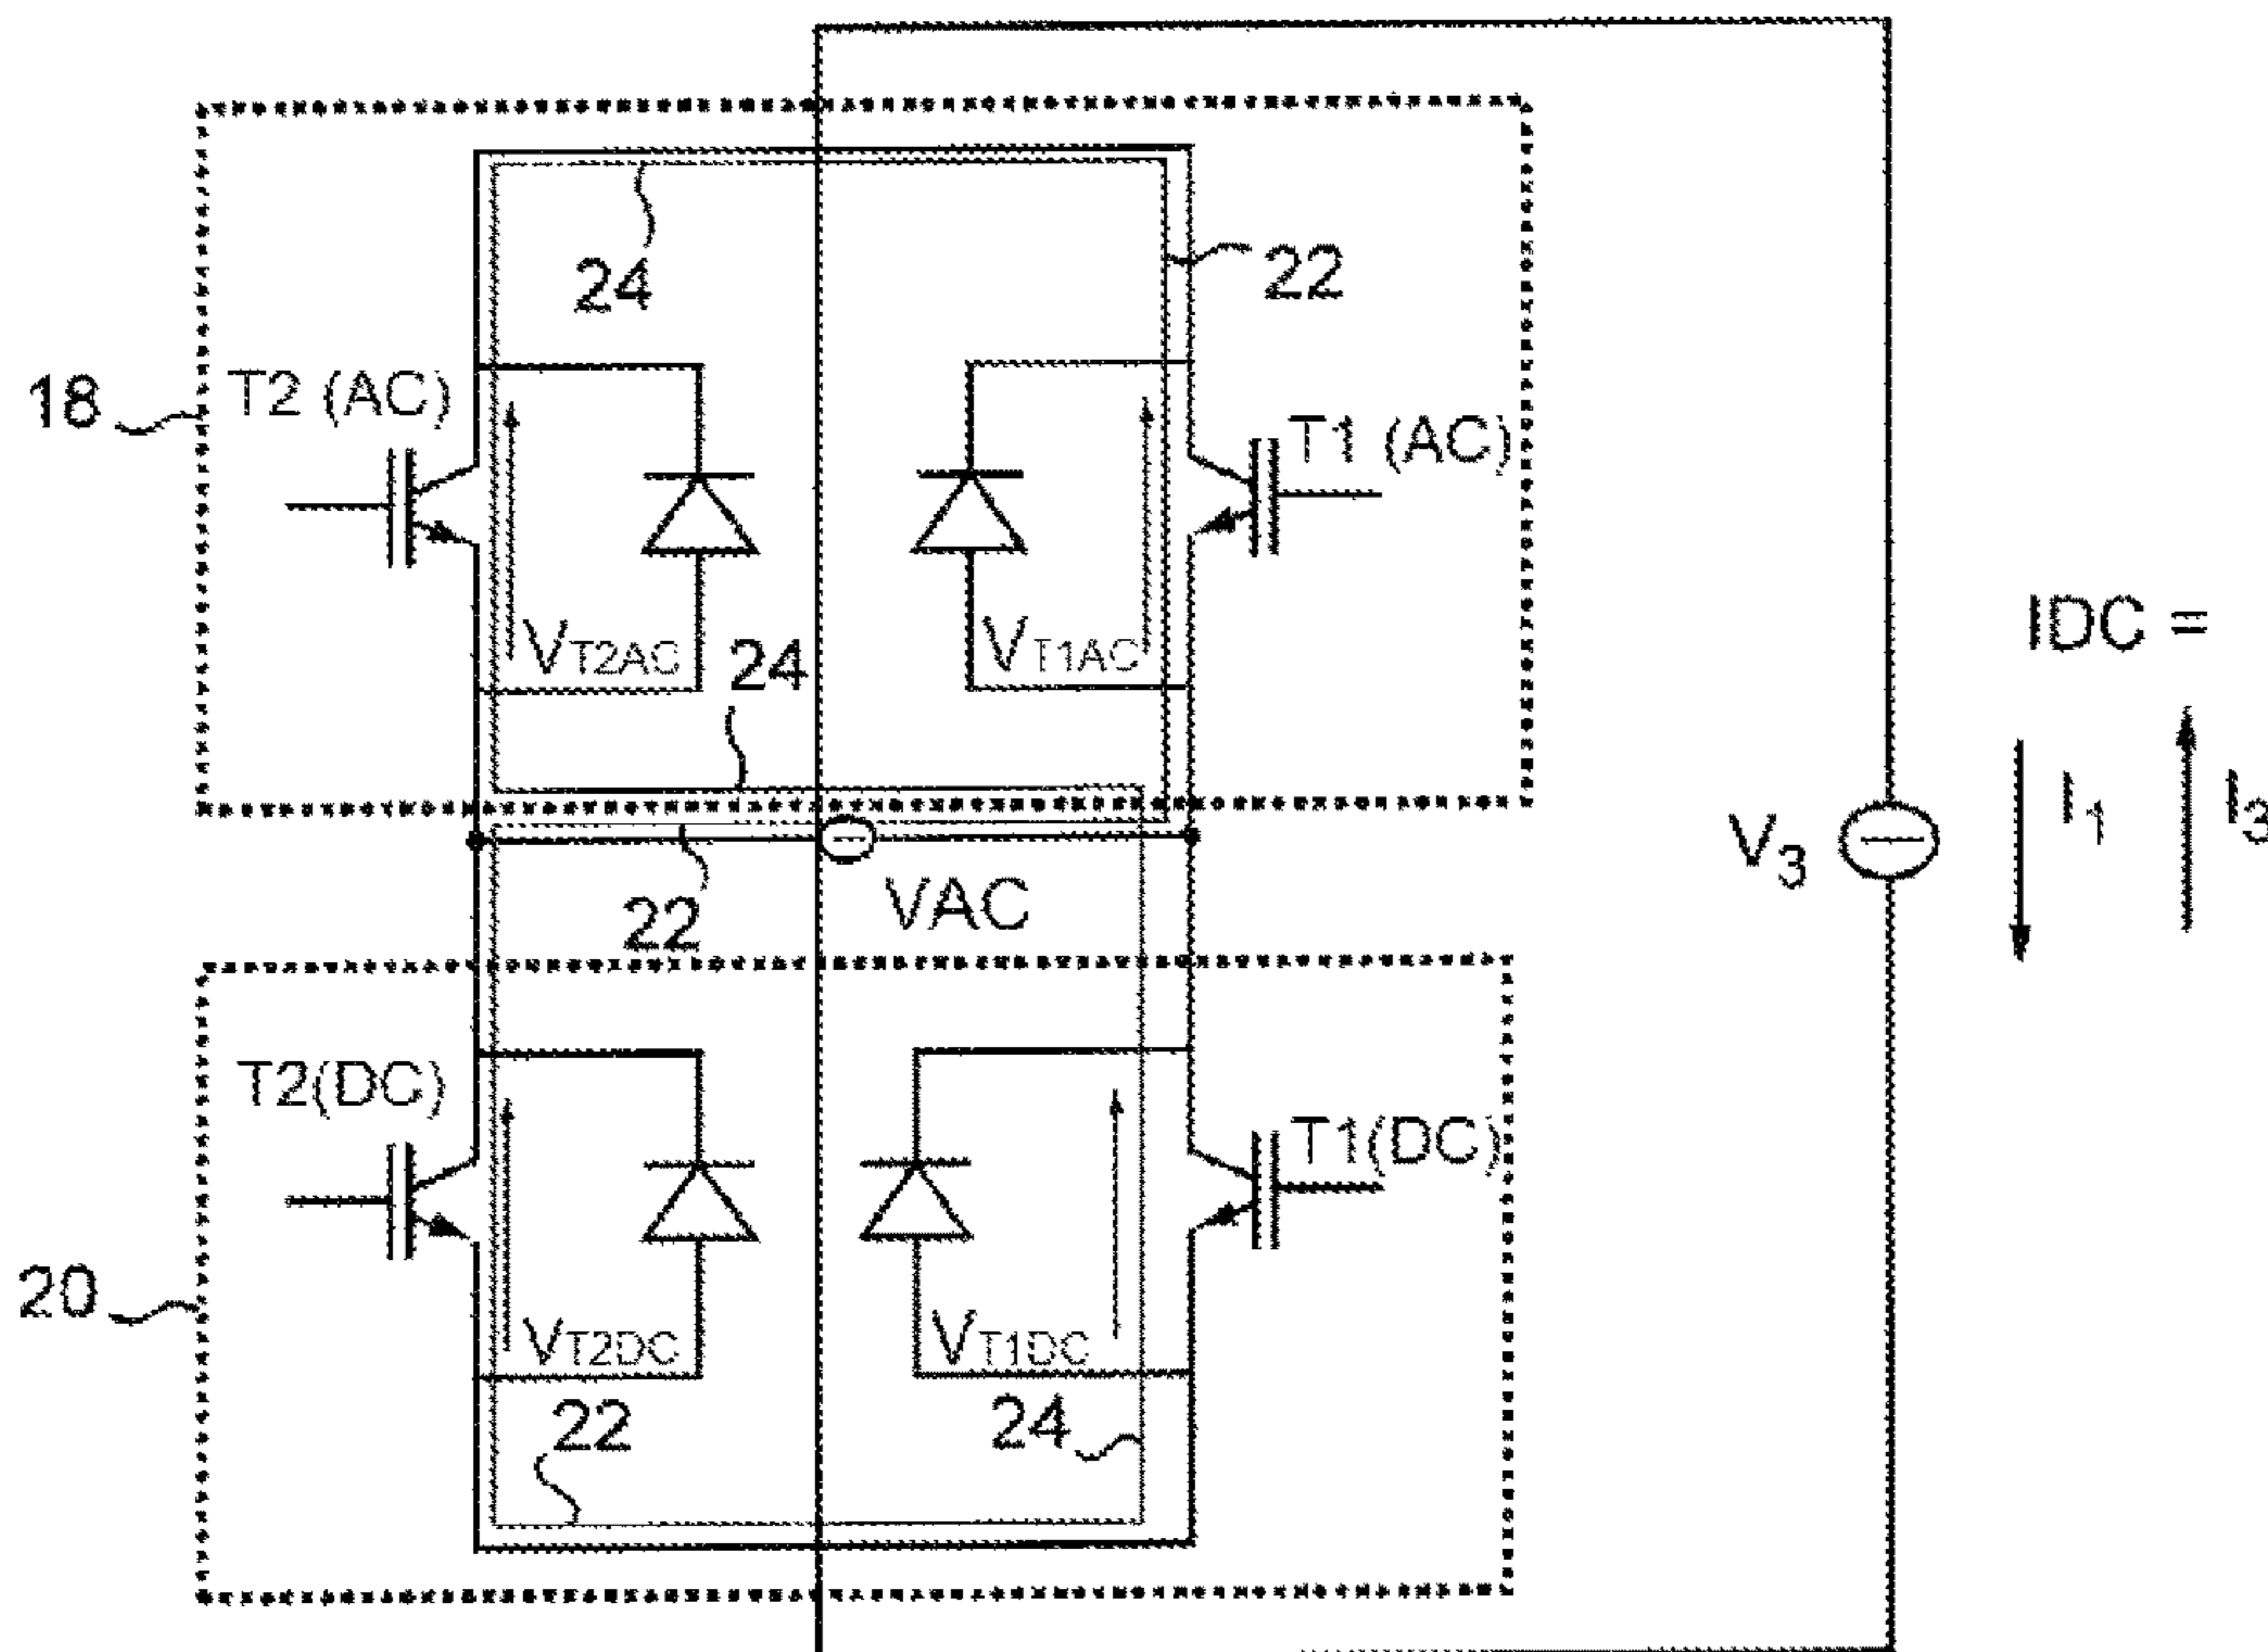 24
22
18
T2 (AC)
T1 (AC)
VT2AC
24
VT1AC
IDC =
I1
I3
V3
22
VAC
T2(DC)
T1(DC)
20
VT2DC
VT1DC
22
24